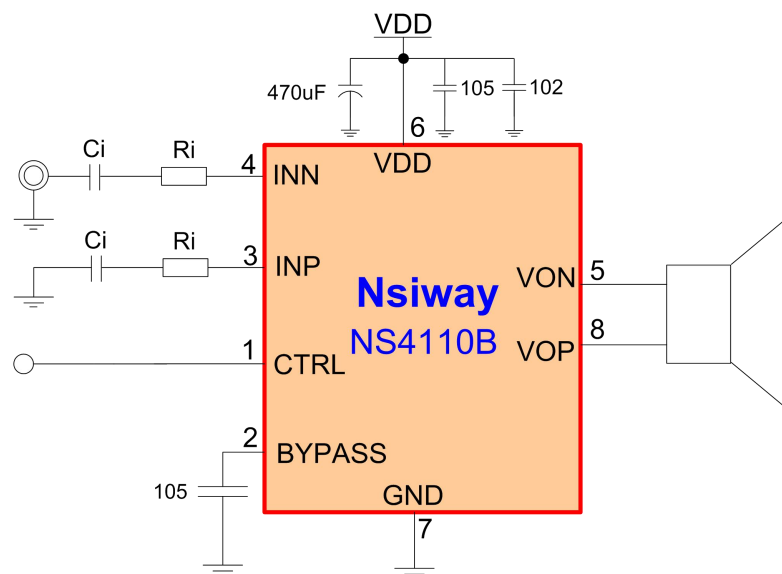 VDD
470uF
105
102
6
VDD
Ci
Ri
4
INN
Ci
Ri
3
INP
VON
5
Nsiway
NS4110B
8
VOP
1
CTRL
2
BYPASS
105
GND
7